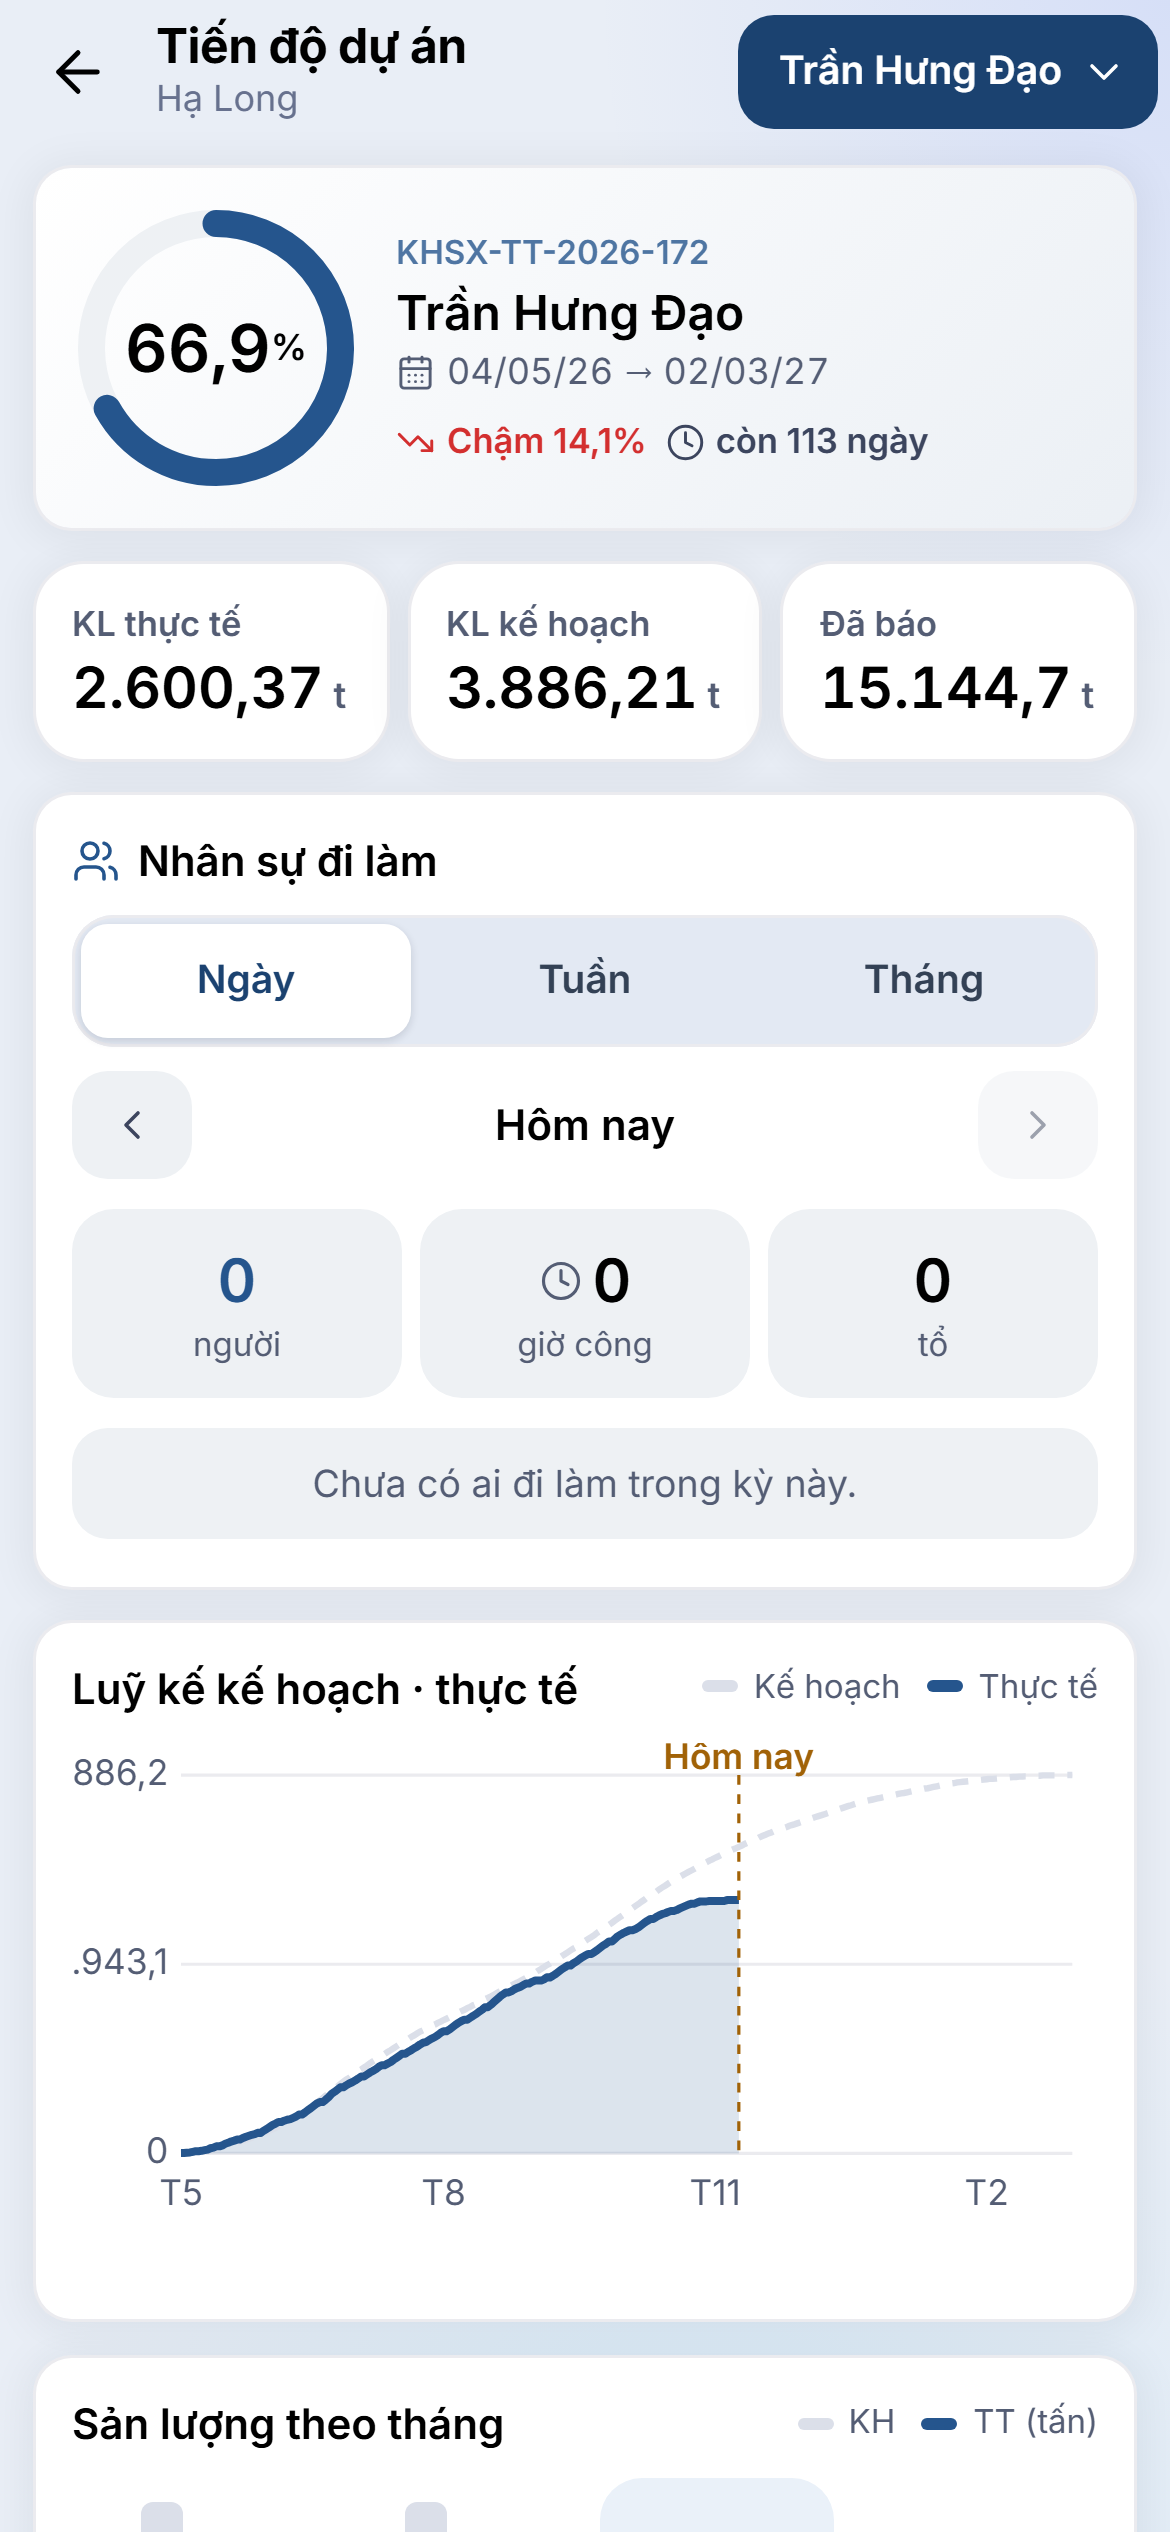 Tiến độ dự án
Hạ Long
Trần Hưng Đạo
66,9%
KHSX-TT-2026-172
Trần Hưng Đạo
04/05/26 → 02/03/27
Chậm 14,1% còn 113 ngày
KL thực tế
2.600,37 t
KL kế hoạch
3.886,21 t
Đã báo
15.144,7 t
Nhân sự đi làm
Ngày Tuần Tháng
Hôm nay
0
người
0
giờ công
0
tổ
Chưa có ai đi làm trong kỳ này.
Luỹ kế kế hoạch · thực tế
Kế hoạch Thực tế
Hôm nay
886,2
.943,1
0
T5 T8 T11 T2
Sản lượng theo tháng
KH TT (tấn)